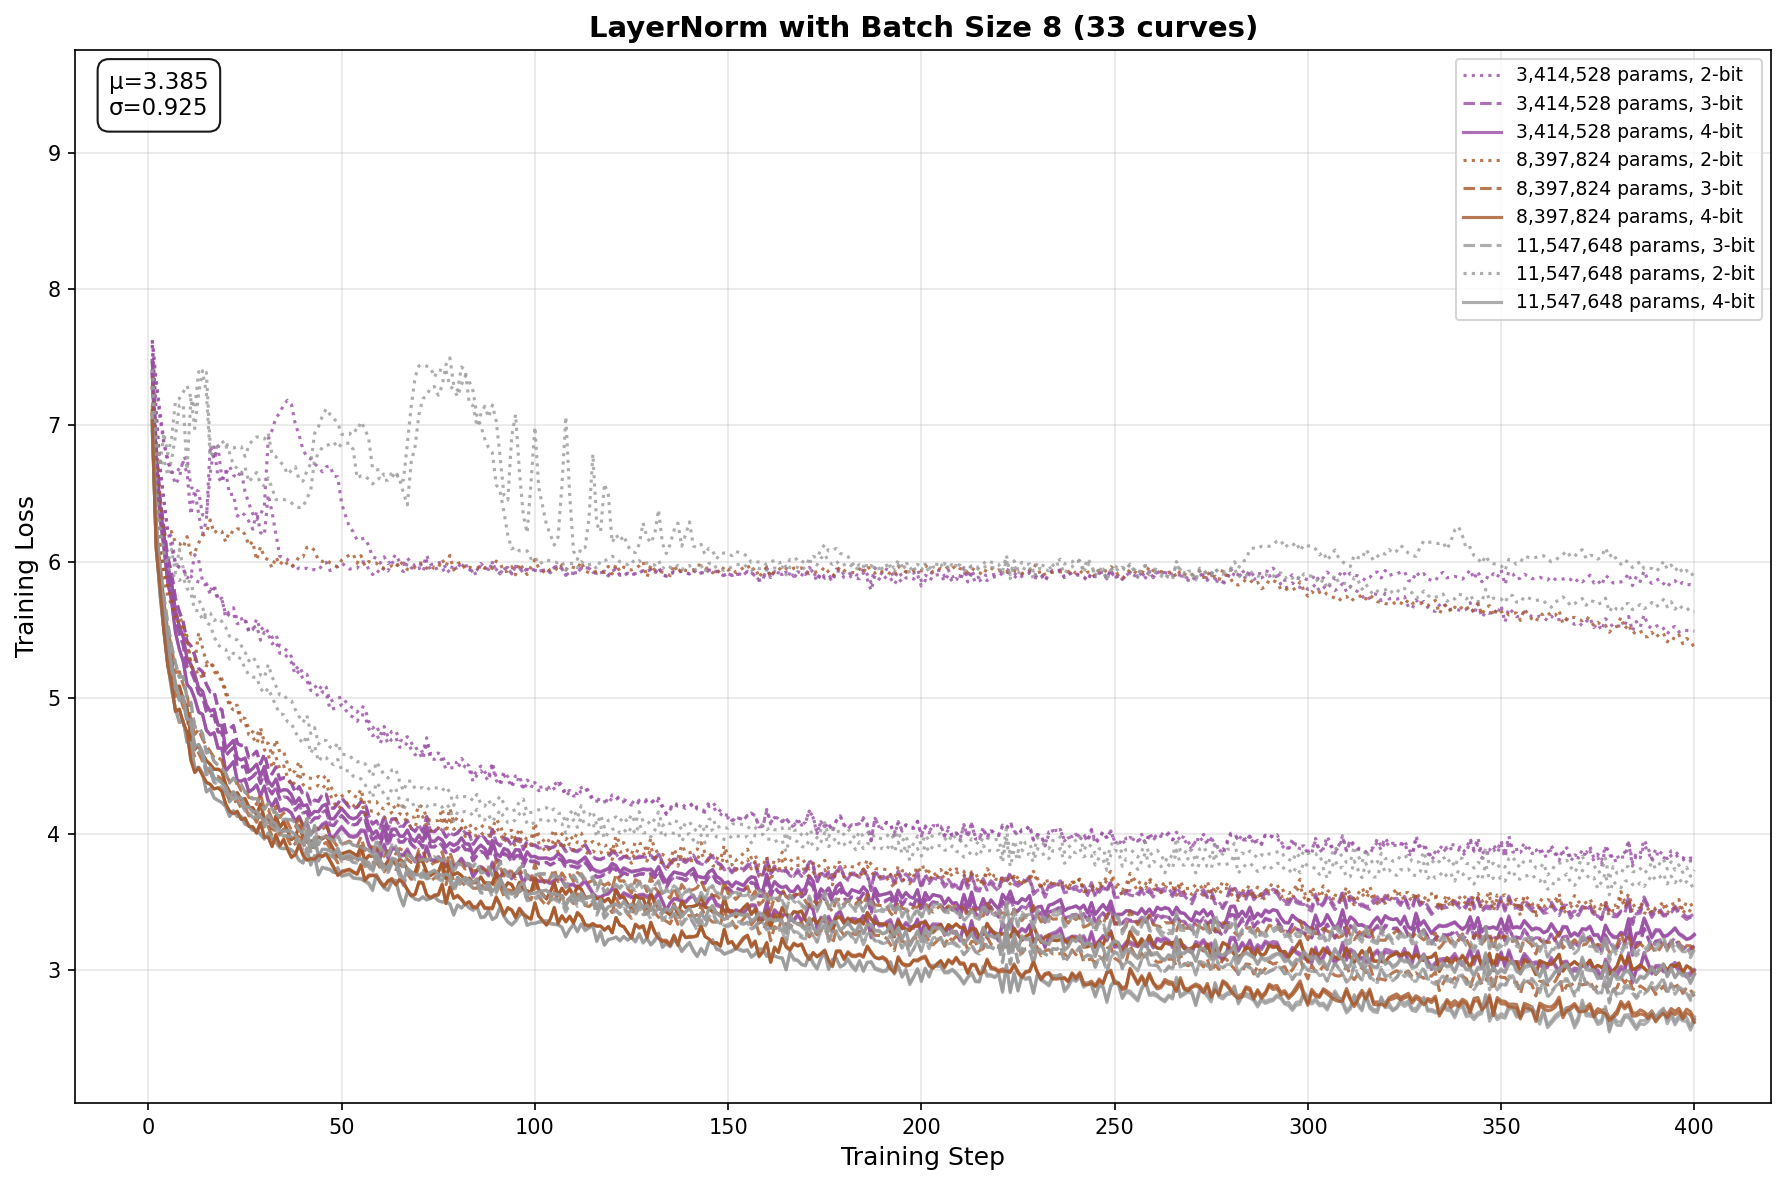 LayerNorm with Batch Size 8 (33 curves)
μ=3.385
σ=0.925
3,414,528 params, 2-bit
3,414,528 params, 3-bit
3,414,528 params, 4-bit
8,397,824 params, 2-bit
8,397,824 params, 3-bit
8,397,824 params, 4-bit
11,547,648 params, 3-bit
11,547,648 params, 2-bit
11,547,648 params, 4-bit
Training Loss
9
8
7
6
5
4
3
0 50 100 150 200 250 300 350 400
Training Step